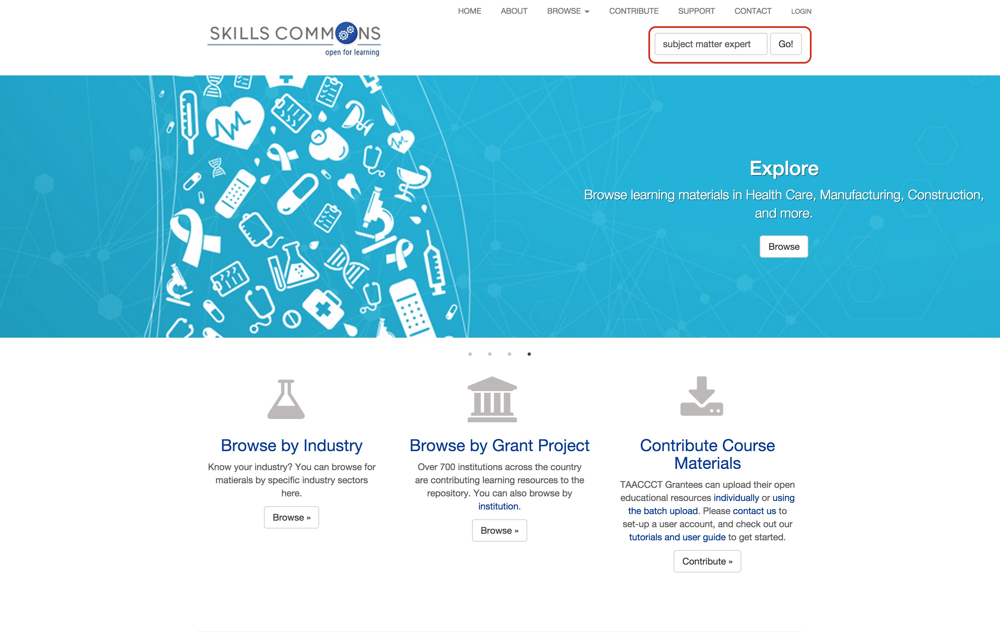 HOME ABOUT BROWSE CONTRIBUTE SUPPORT CONTACT LOGIN
SKILLS COMMONS
open for learning
subject matter expert Go!
Explore
Browse learning materials in Health Care, Manufacturing, Construction,
and more.
Browse
Browse by Industry
Know your industry? You can browse for
matierals by specific industry sectors
here.
Browse »
Browse by Grant Project
Over 700 institutions across the country
are contributing learning resources to the
repository. You can also browse by
institution.
Browse »
Contribute Course
Materials
TAACCCT Grantees can upload their open
educational resources individually or using
the batch upload. Please contact us to
set-up a user account, and check out our
tutorials and user guide to get started.
Contribute »